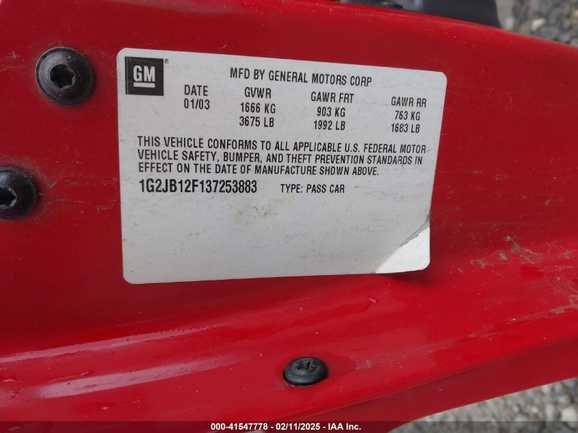 GM
MFD BY GENERAL MOTORS CORP
DATE GVWR GAWR FRT GAWR RR
01/03 1666 KG 903 KG 763 KG
3675 LB 1992 LB 1683 LB
THIS VEHICLE CONFORMS TO ALL APPLICABLE U.S. FEDERAL MOTOR
VEHICLE SAFETY, BUMPER, AND THEFT PREVENTION STANDARDS IN
EFFECT ON THE DATE OF MANUFACTURE SHOWN ABOVE.
1G2JB12F137253883 TYPE: PASS CAR
000-41547778 - 02/11/2025 - IAA Inc.